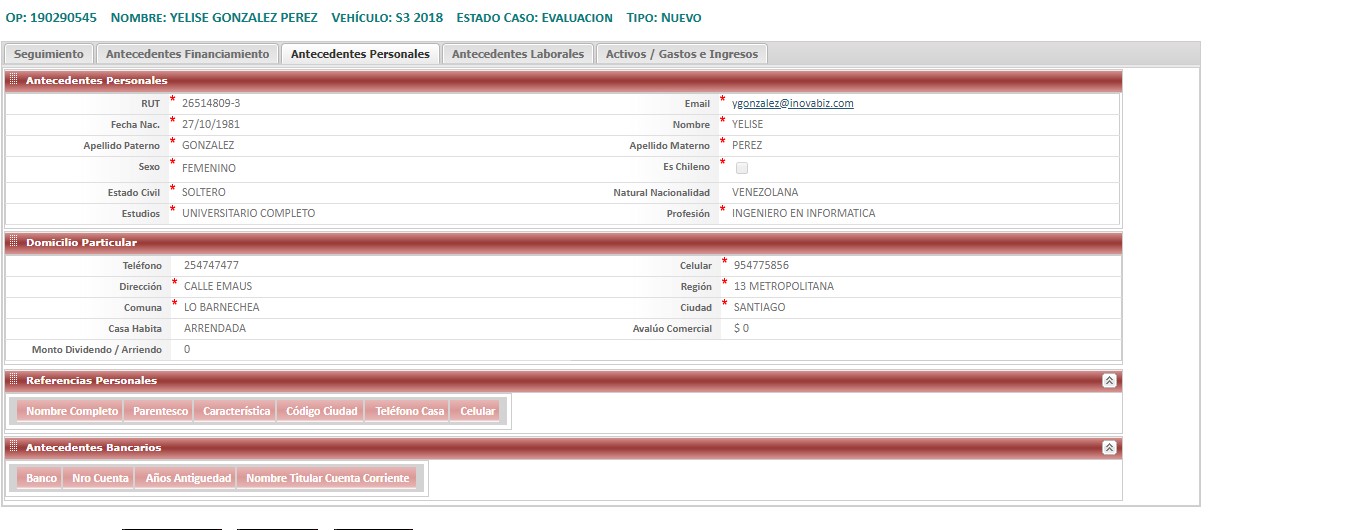 OP: 190290545 NOMBRE: YELISE GONZALEZ PEREZ VEHÍCULO: S3 2018 ESTADO CASO: EVALUACION TIPO: NUEVO
Seguimiento Antecedentes Financiamiento Antecedentes Personales Antecedentes Laborales Activos / Gastos e Ingresos
Antecedentes Personales
RUT * 26514809-3 Email * ygonzalez@inovabiz.com
Fecha Nac. * 27/10/1981 Nombre * YELISE
Apellido Paterno * GONZALEZ Apellido Materno * PEREZ
Sexo * FEMENINO Es Chileno *
Estado Civil * SOLTERO Natural Nacionalidad VENEZOLANA
Estudios * UNIVERSITARIO COMPLETO Profesión * INGENIERO EN INFORMATICA
Domicilio Particular
Teléfono 254747477 Celular * 954775856
Dirección * CALLE EMAUS Región * 13 METROPOLITANA
Comuna * LO BARNECHEA Ciudad * SANTIAGO
Casa Habita ARRENDADA Avalúo Comercial $ 0
Monto Dividendo / Arriendo 0
Referencias Personales
Nombre Completo Parentesco Característica Código Ciudad Teléfono Casa Celular
Antecedentes Bancarios
Banco Nro Cuenta Años Antiguedad Nombre Titular Cuenta Corriente